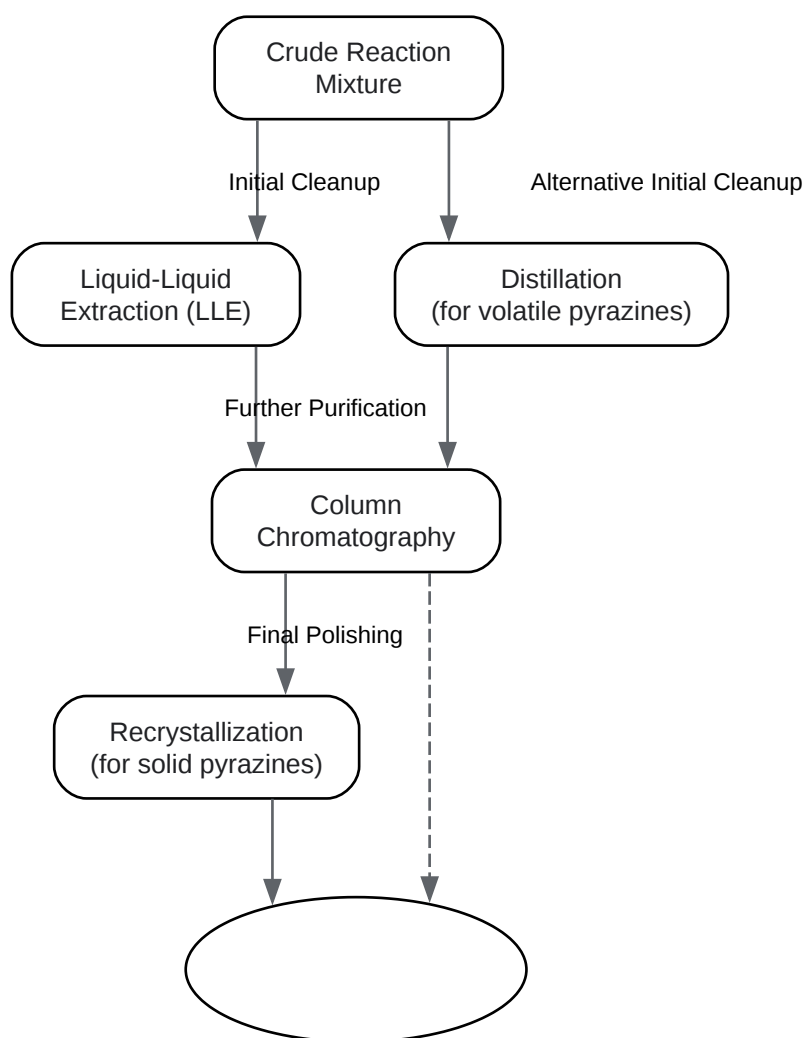 Crude Reaction
Mixture
Initial Cleanup
Alternative Initial Cleanup
Liquid-Liquid
Extraction (LLE)
Distillation
(for volatile pyrazines)
Further Purification
Column
Chromatography
Final Polishing
Recrystallization
(for solid pyrazines)